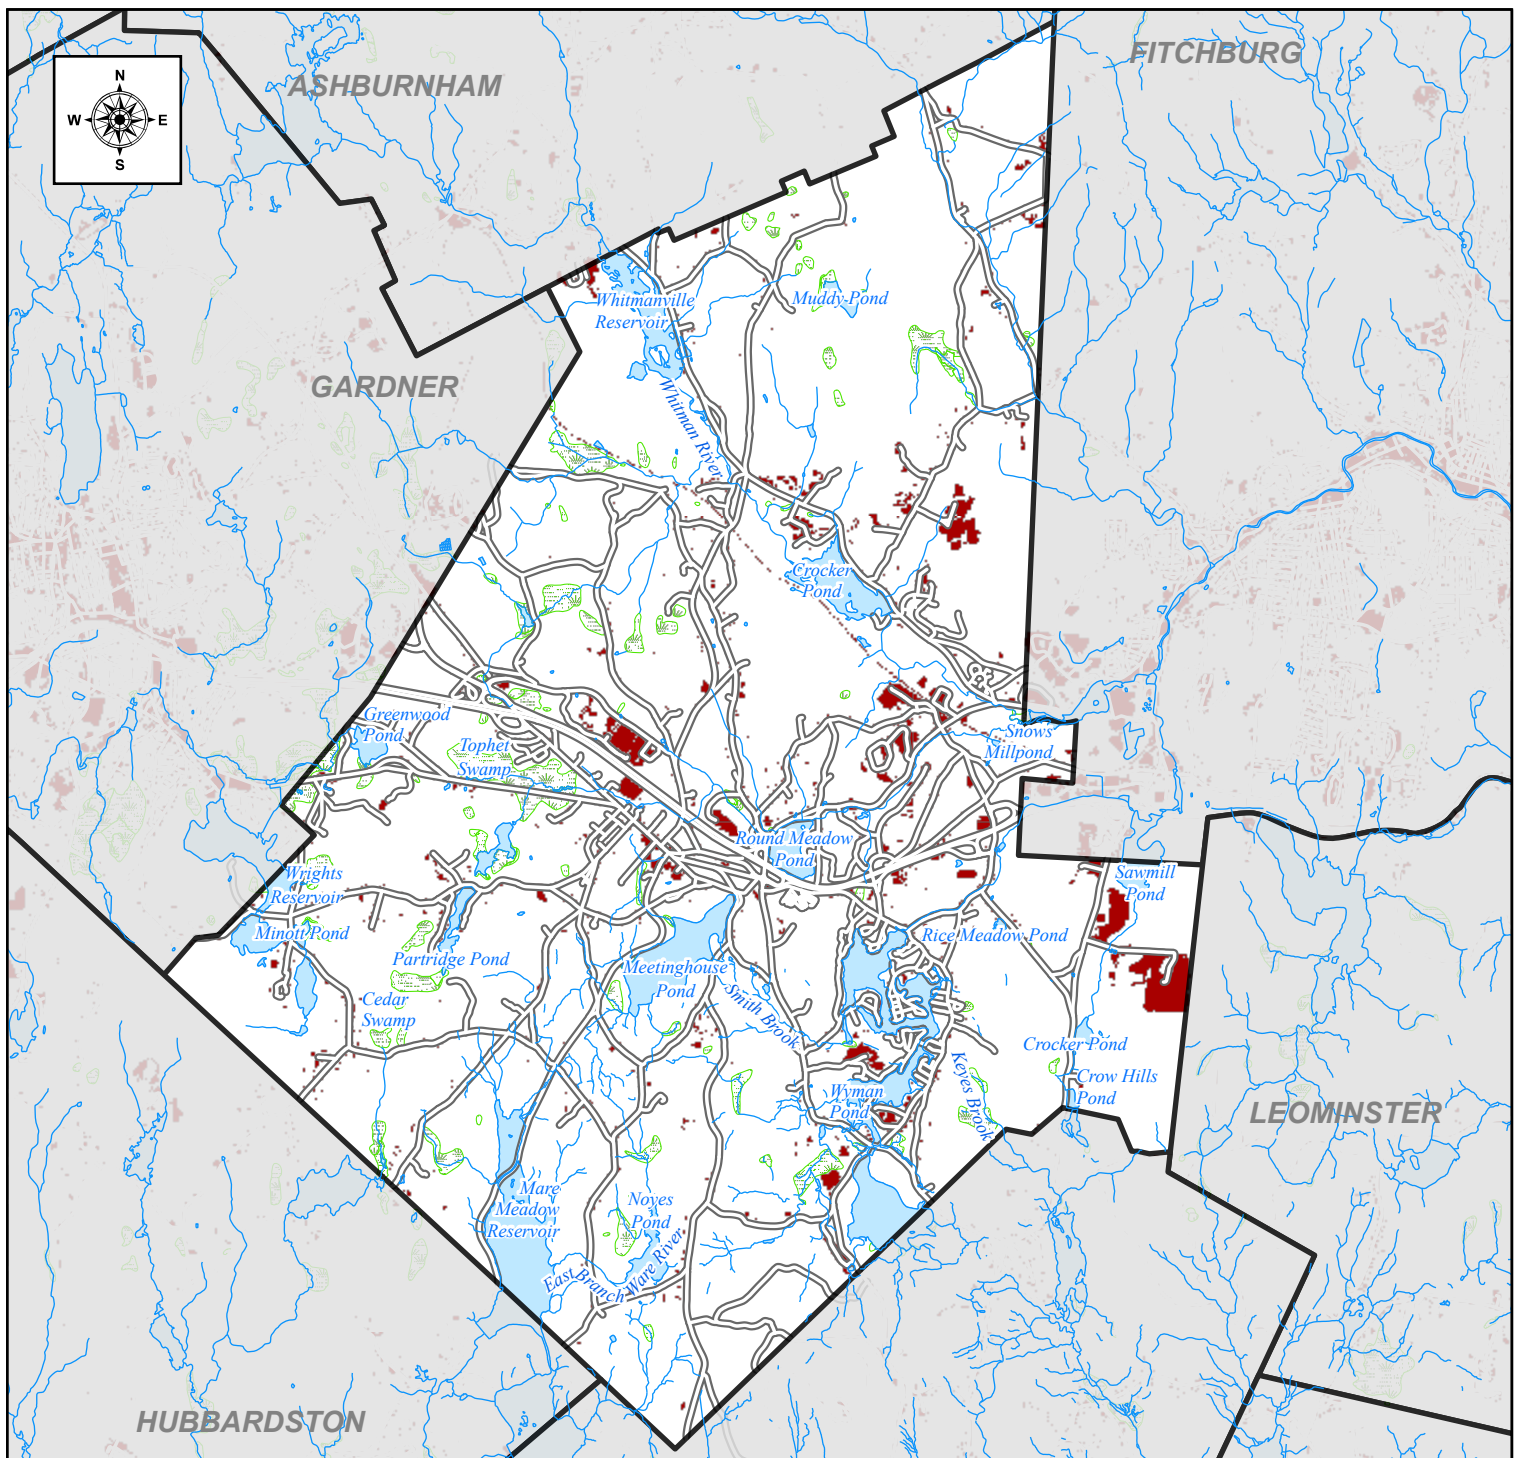 FITCHBURG
ASHBURNHAM
N
W
E
S
Whitmanville
Reservoir
Muddy Pond
GARDNER
Whitman River
Crocker
Pond
Greenwood
Pond
Tophet
Swamp
Snows
Millpond
Round Meadow
Pond
Wrights
Reservoir
Sawmill
Pond
Minott Pond
Rice Meadow Pond
Partridge Pond
Meetinghouse
Pond
Smith Brook
Cedar
Swamp
Crocker Pond
Keyes Brook
Crow Hills
Pond
Wyman
Pond
LEOMINSTER
Mare
Meadow
Reservoir
Noyes
Pond
East Branch Ware River
HUBBARDSTON